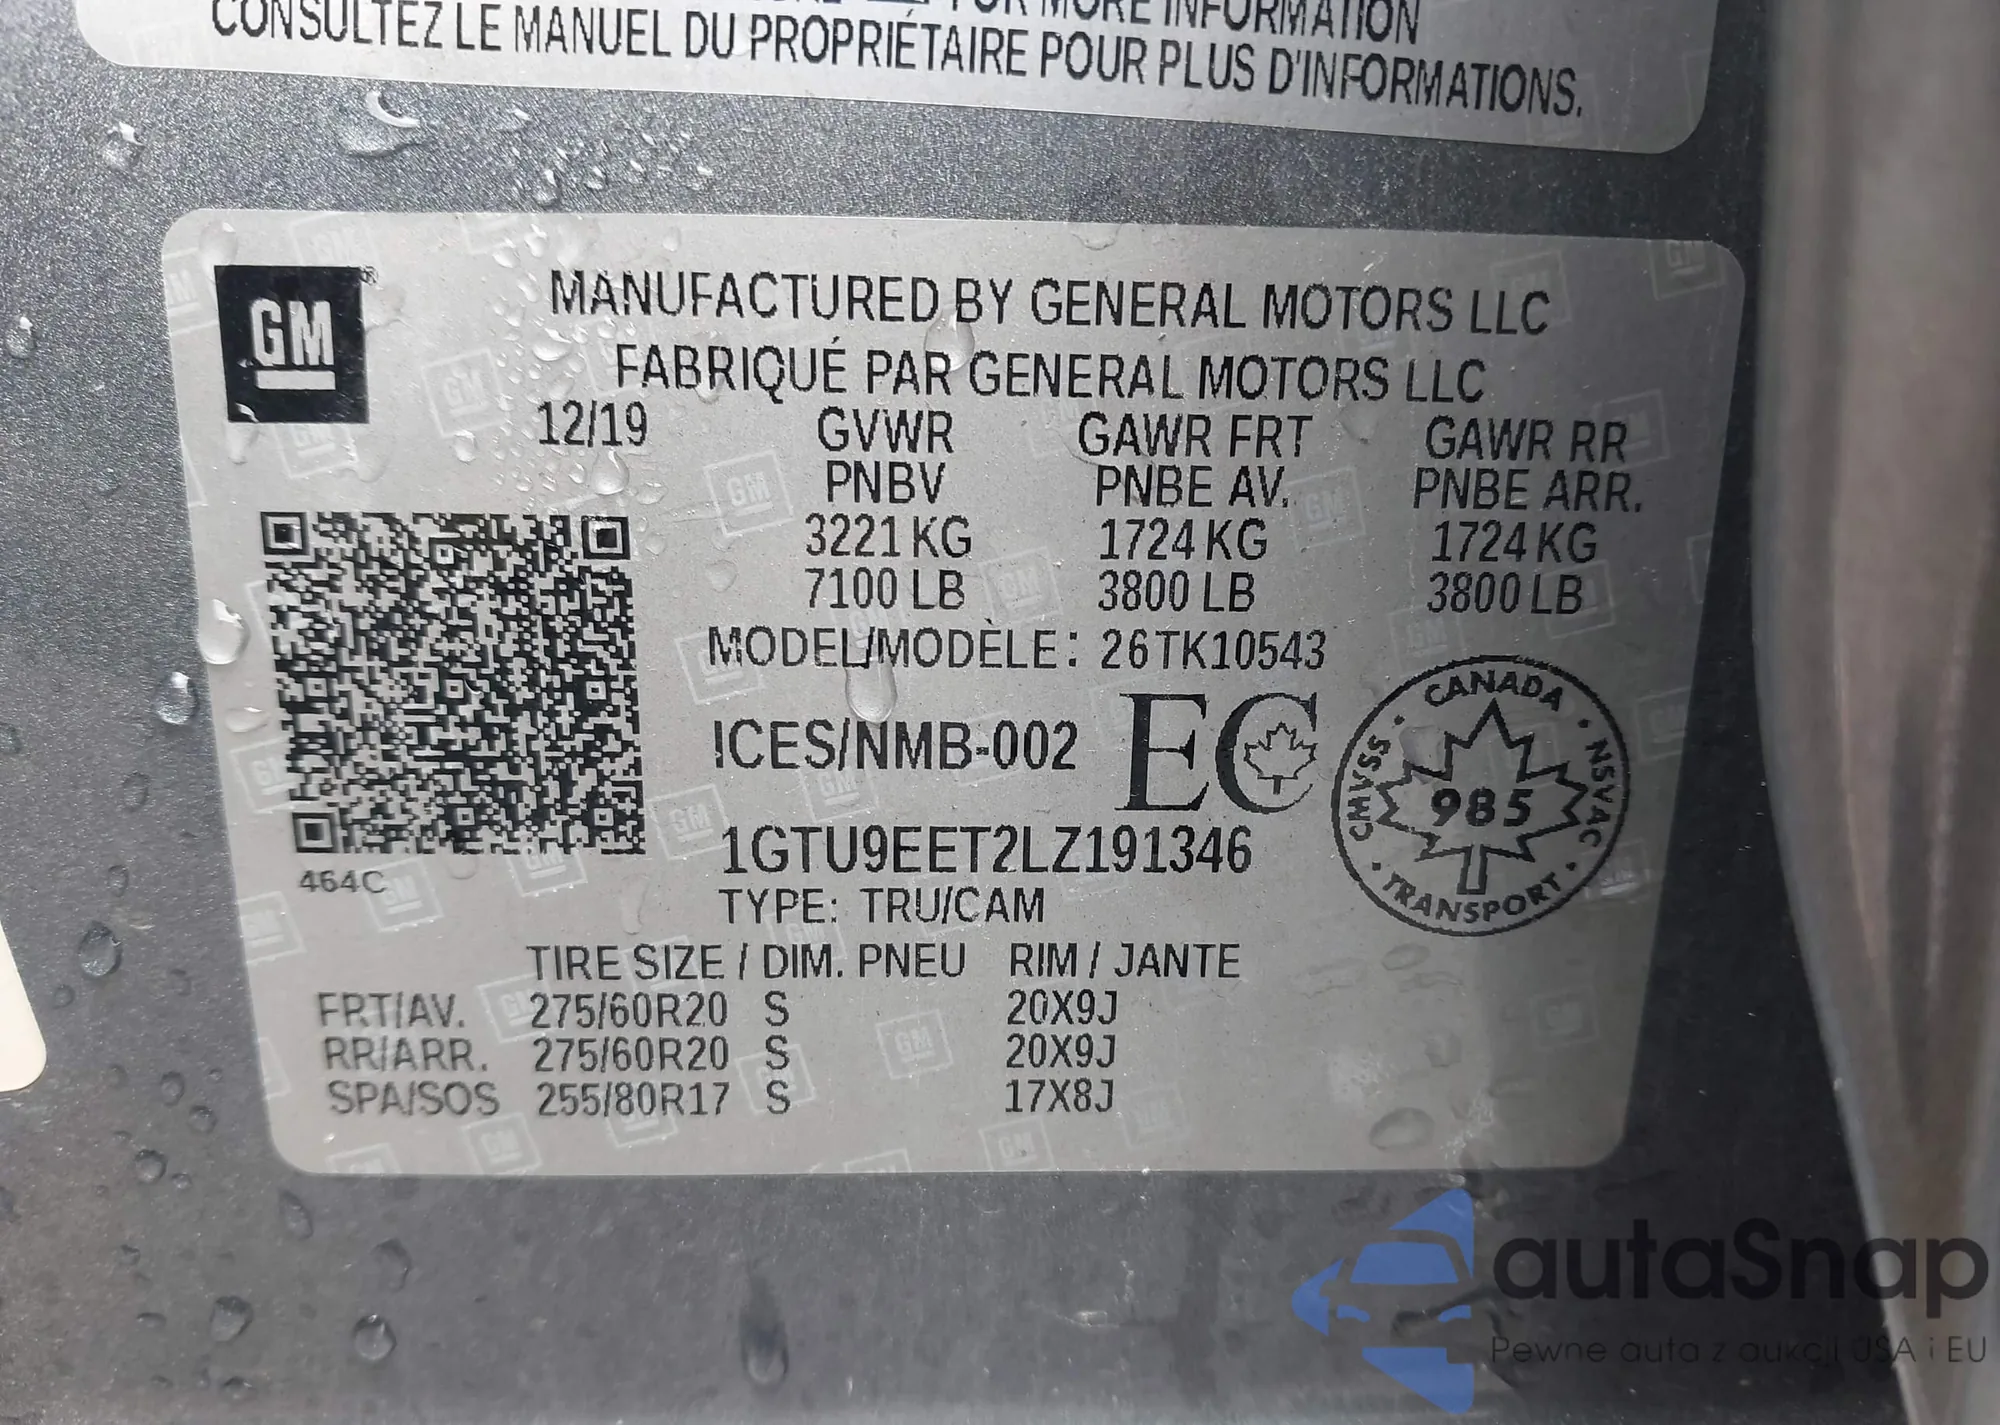 FOR MORE INFORMATION
CONSULTEZ LE MANUEL DU PROPRIÉTAIRE POUR PLUS D'INFORMATIONS.
GM ®
MANUFACTURED BY GENERAL MOTORS LLC
FABRIQUÉ PAR GENERAL MOTORS LLC
12/19 GVWR GAWR FRT GAWR RR
PNBV PNBE AV. PNBE ARR.
3221 KG 1724 KG 1724 KG
7100 LB 3800 LB 3800 LB
MODEL/MODÈLE: 26TK10543
ICES/NMB-002 EC
CANADA
CMVSS 985 NSVAC
TRANSPORT
1GTU9EET2LZ191346
464C
TYPE: TRU/CAM
TIRE SIZE / DIM. PNEU RIM / JANTE
FRT/AV. 275/60R20 S 20X9J
RR/ARR. 275/60R20 S 20X9J
SPA/SOS 255/80R17 S 17X8J
autaSnap
Pewne auta z aukcji USA i EU